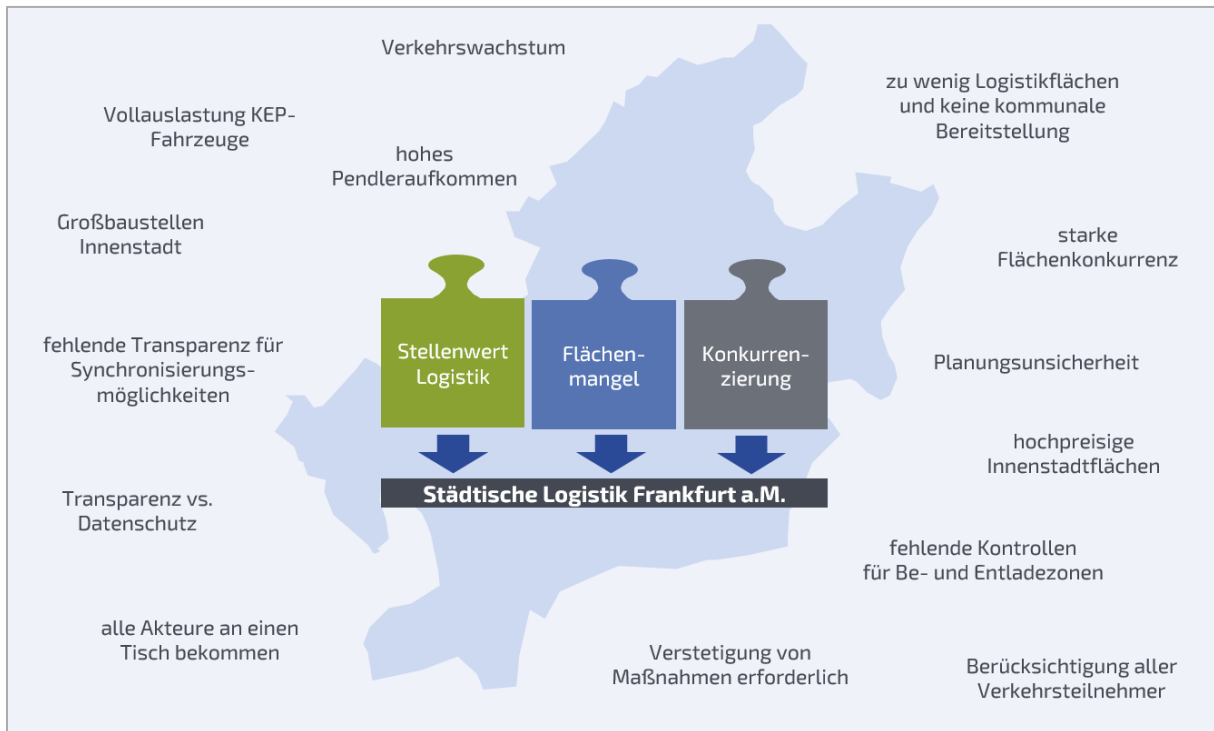 Verkehrswachstum
zu wenig Logistikflächen
und keine kommunale
Bereitstellung
Vollauslastung KEP-
Fahrzeuge
hohes
Pendleraufkommen
Großbaustellen
Innenstadt
starke
Flächenkonkurrenz
fehlende Transparenz für
Synchronisierungs-
möglichkeiten
Stellenwert
Logistik
Flächen-
mangel
Konkurren-
zierung
Planungsunsicherheit
hochpreisige
Innenstadtflächen
Städtische Logistik Frankfurt a.M.
Transparenz vs.
Datenschutz
fehlende Kontrollen
für Be- und Entladezonen
alle Akteure an einen
Tisch bekommen
Verstetigung von
Maßnahmen erforderlich
Berücksichtigung aller
Verkehrsteilnehmer